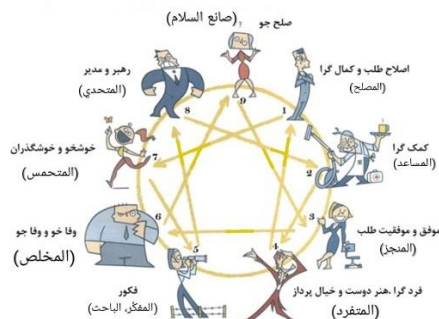 صلح جو
(صانع السلام)
9
اصلاح طلب و کمال گرا
(المصلح)
1
کمک گرا
(المساعد)
2
موفق و موفقیت طلب
(المنجز)
3
فرد گرا ،هنر دوست و خیال پرداز
(المتفرد)
4
فکور
(المفكّر، الباحث)
5
وفا خو و وفا جو
(المخلص)
6
خوشخو و خوشگذران
(المتحمس)
7
رهبر و مدیر
(المتحدي)
8